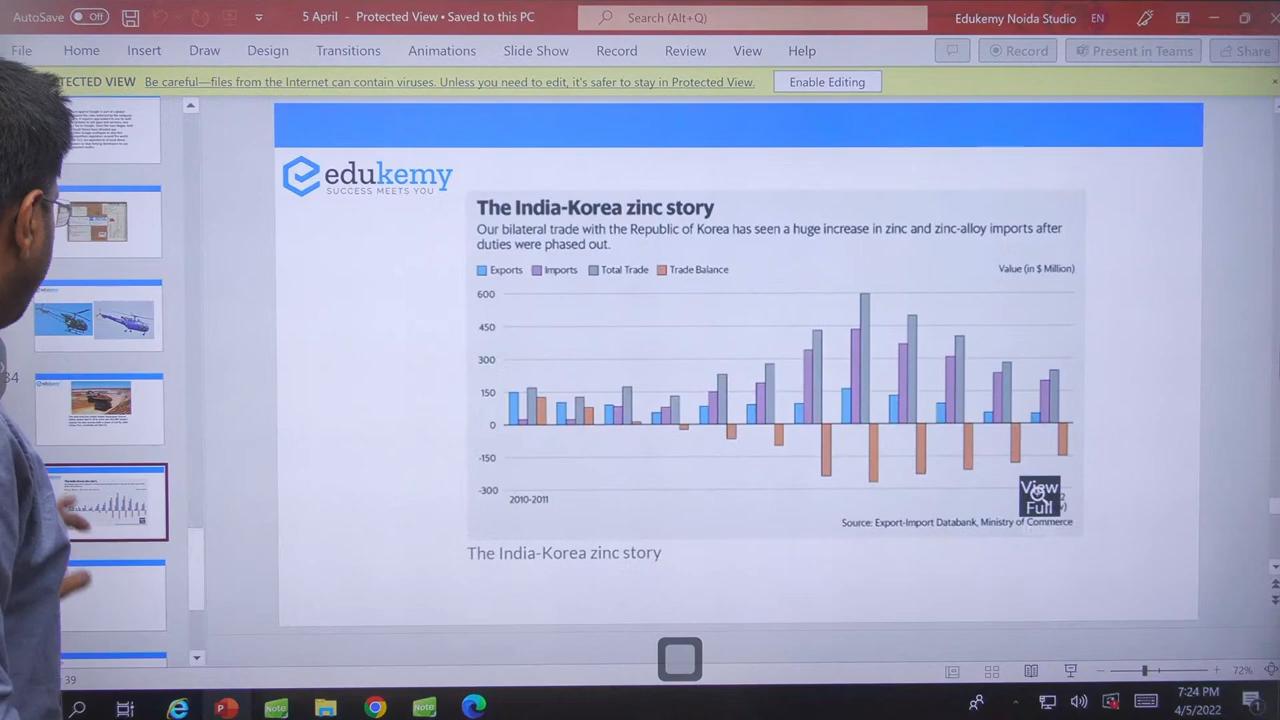 AutoSave Off
5 April - Protected View • Saved to this PC
Search (Alt+Q)
Edukemy Noida Studio EN
File Home Insert Draw Design Transitions Animations Slide Show Record Review View Help
Record Present in Teams Share
TECTED VIEW Be careful—files from the Internet can contain viruses. Unless you need to edit, it's safer to stay in Protected View. Enable Editing
edukemy
SUCCESS MEETS YOU
The India-Korea zinc story
Our bilateral trade with the Republic of Korea has seen a huge increase in zinc and zinc-alloy imports after
duties were phased out.
Exports Imports Total Trade Trade Balance Value (in $ Million)
600
450
300
150
0
-150
-300
2010-2011
View
Full
Source: Export-Import Databank, Ministry of Commerce
The India-Korea zinc story
34
39
72%
Note
Note
7:24 PM
4/5/2022